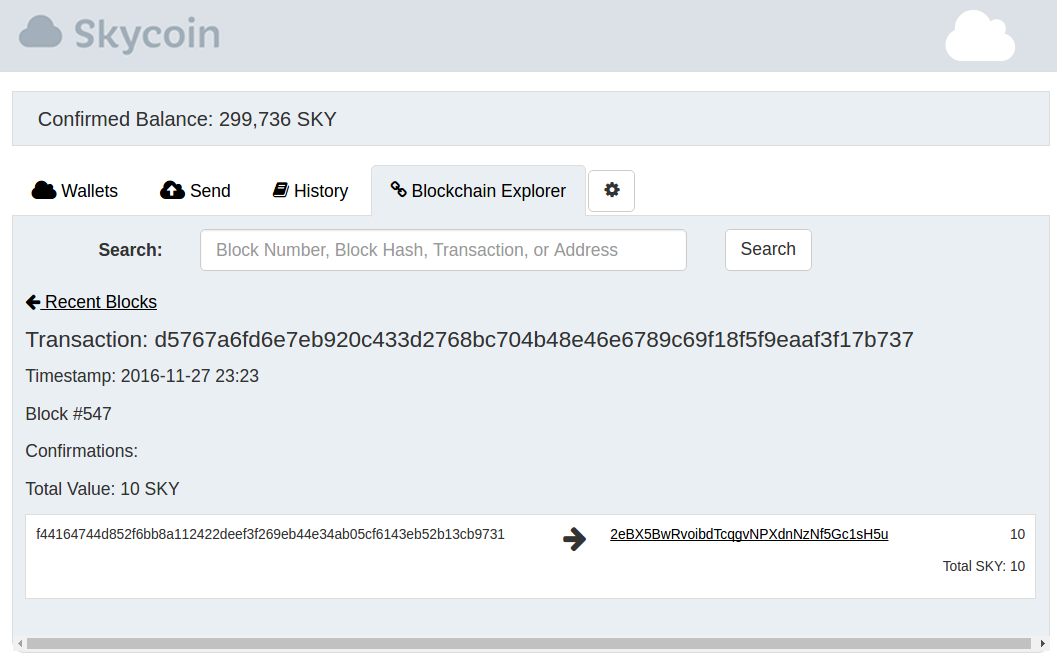 Skycoin
Confirmed Balance: 299,736 SKY
Wallets Send History Blockchain Explorer
Search: Block Number, Block Hash, Transaction, or Address Search
Recent Blocks
Transaction: d5767a6fd6e7eb920c433d2768bc704b48e46e6789c69f18f5f9eaaf3f17b737
Timestamp: 2016-11-27 23:23
Block #547
Confirmations:
Total Value: 10 SKY
f44164744d852f6bb8a112422deef3f269eb44e34ab05cf6143eb52b13cb9731 2eBX5BwRvoibdTcqgvNPXdnNzNf5Gc1sH5u 10
Total SKY: 10